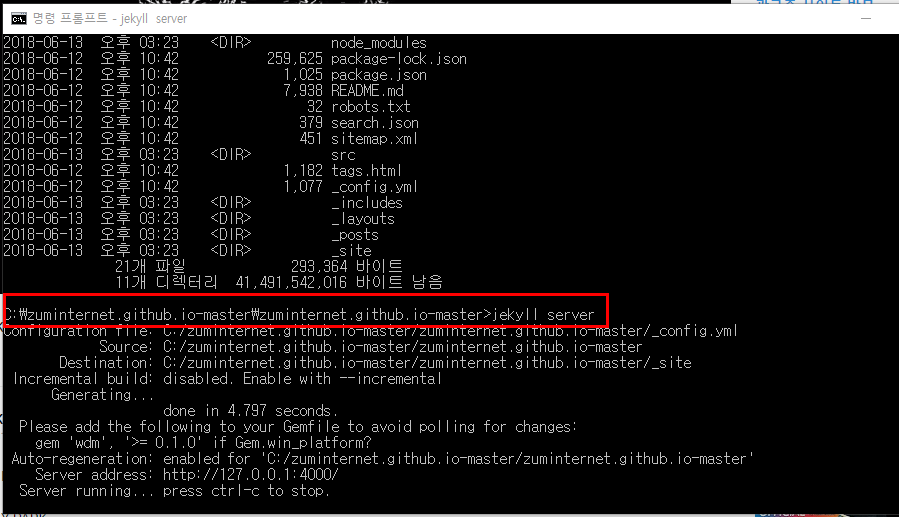 명령 프롬프트 - jekyll server
2018-06-13 오후 03:23 <DIR> node_modules
2018-06-12 오후 10:42 259,625 package-lock.json
2018-06-12 오후 10:42 1,025 package.json
2018-06-12 오후 10:42 7,938 README.md
2018-06-12 오후 10:42 32 robots.txt
2018-06-12 오후 10:42 379 search.json
2018-06-12 오후 10:42 451 sitemap.xml
2018-06-13 오후 03:23 <DIR> src
2018-06-12 오후 10:42 1,182 tags.html
2018-06-12 오후 10:42 1,077 _config.yml
2018-06-13 오후 03:23 <DIR> _includes
2018-06-13 오후 03:23 <DIR> _layouts
2018-06-13 오후 03:23 <DIR> _posts
2018-06-13 오후 03:23 <DIR> _site
21개 파일 293,364 바이트
11개 디렉터리 41,491,542,016 바이트 남음
C:\zuminternet.github.io-master\zuminternet.github.io-master>jekyll server
Configuration file: C:/zuminternet.github.io-master/zuminternet.github.io-master/_config.yml
Source: C:/zuminternet.github.io-master/zuminternet.github.io-master
Destination: C:/zuminternet.github.io-master/zuminternet.github.io-master/_site
Incremental build: disabled. Enable with --incremental
Generating...
done in 4.797 seconds.
Please add the following to your Gemfile to avoid polling for changes:
gem 'wdm', '>= 0.1.0' if Gem.win_platform?
Auto-regeneration: enabled for 'C:/zuminternet.github.io-master/zuminternet.github.io-master'
Server address: http://127.0.0.1:4000/
Server running... press ctrl-c to stop.